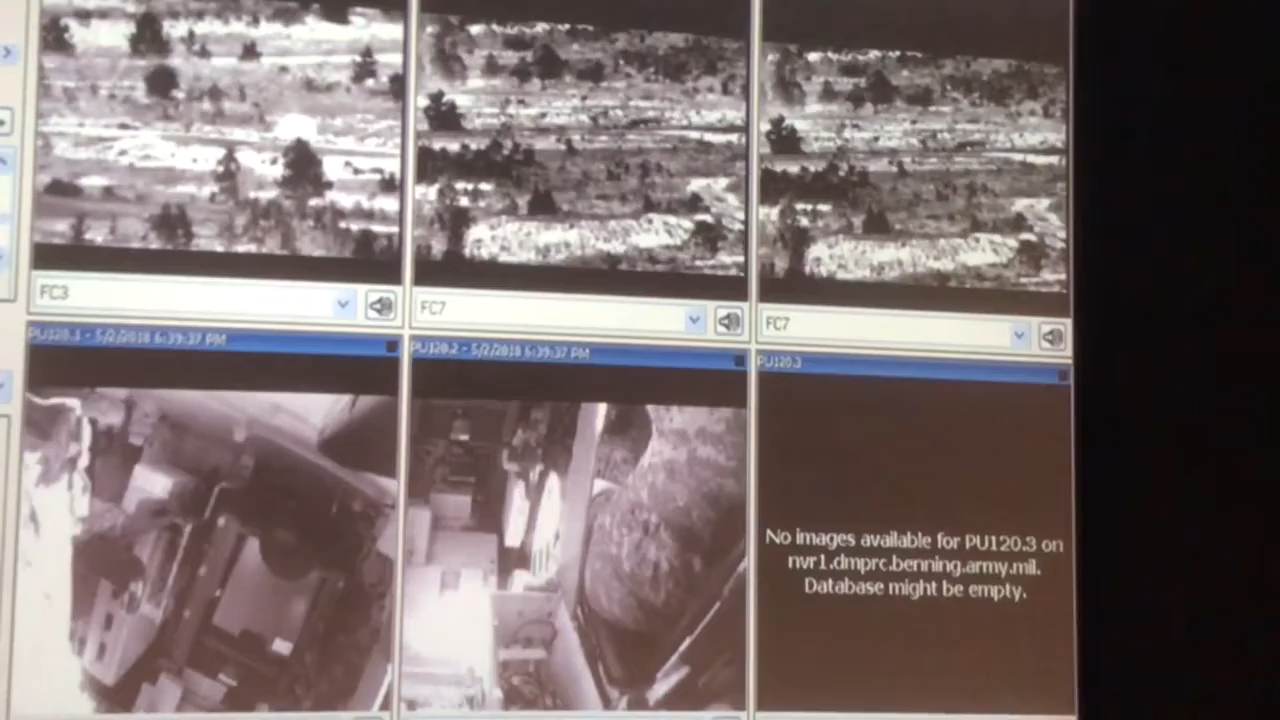 FC3
FC7
FC7
PU120.1 - 5/2/2018 6:39:37 PM
PU120.2 - 5/2/2018 6:39:37 PM
PU120.3
No images available for PU120.3 on
nvr1.dmprc.benning.army.mil.
Database might be empty.